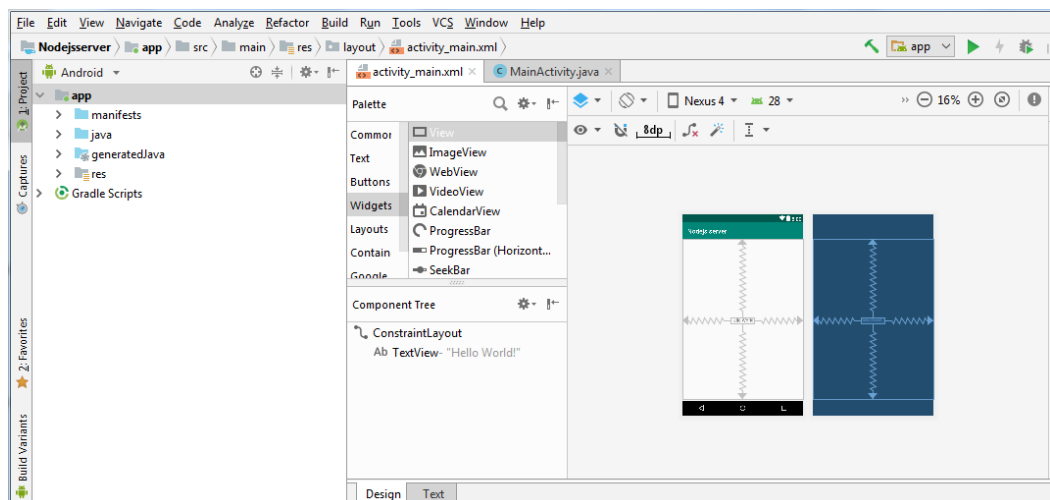 File Edit View Navigate Code Analyze Refactor Build Run Tools VCS Window Help
Nodejsserver app src main res layout activity_main.xml app
1: Project
Captures
2: Favorites
Build Variants
Android
app
manifests
java
generatedJava
res
Gradle Scripts
activity_main.xml MainActivity.java
Palette
Common
Text
Buttons
Widgets
Layouts
Contain
Google
View
ImageView
WebView
VideoView
CalendarView
ProgressBar
ProgressBar (Horizont...
SeekBar
Component Tree
ConstraintLayout
Ab TextView- "Hello World!"
Nexus 4 28 » 16%
8dp
Nodejs server
Design Text